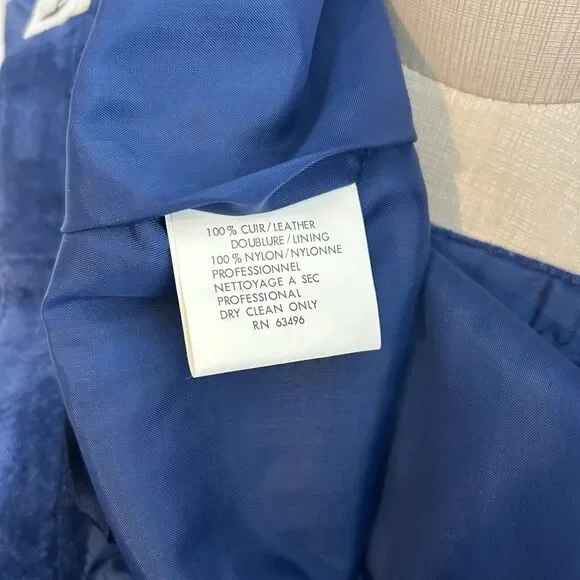 100% CUIR/LEATHER
DOUBLURE/LINING
100% NYLON/NYLONNE
PROFESSIONNEL
NETTOYAGE A SEC
PROFESSIONAL
DRY CLEAN ONLY
RN 63496